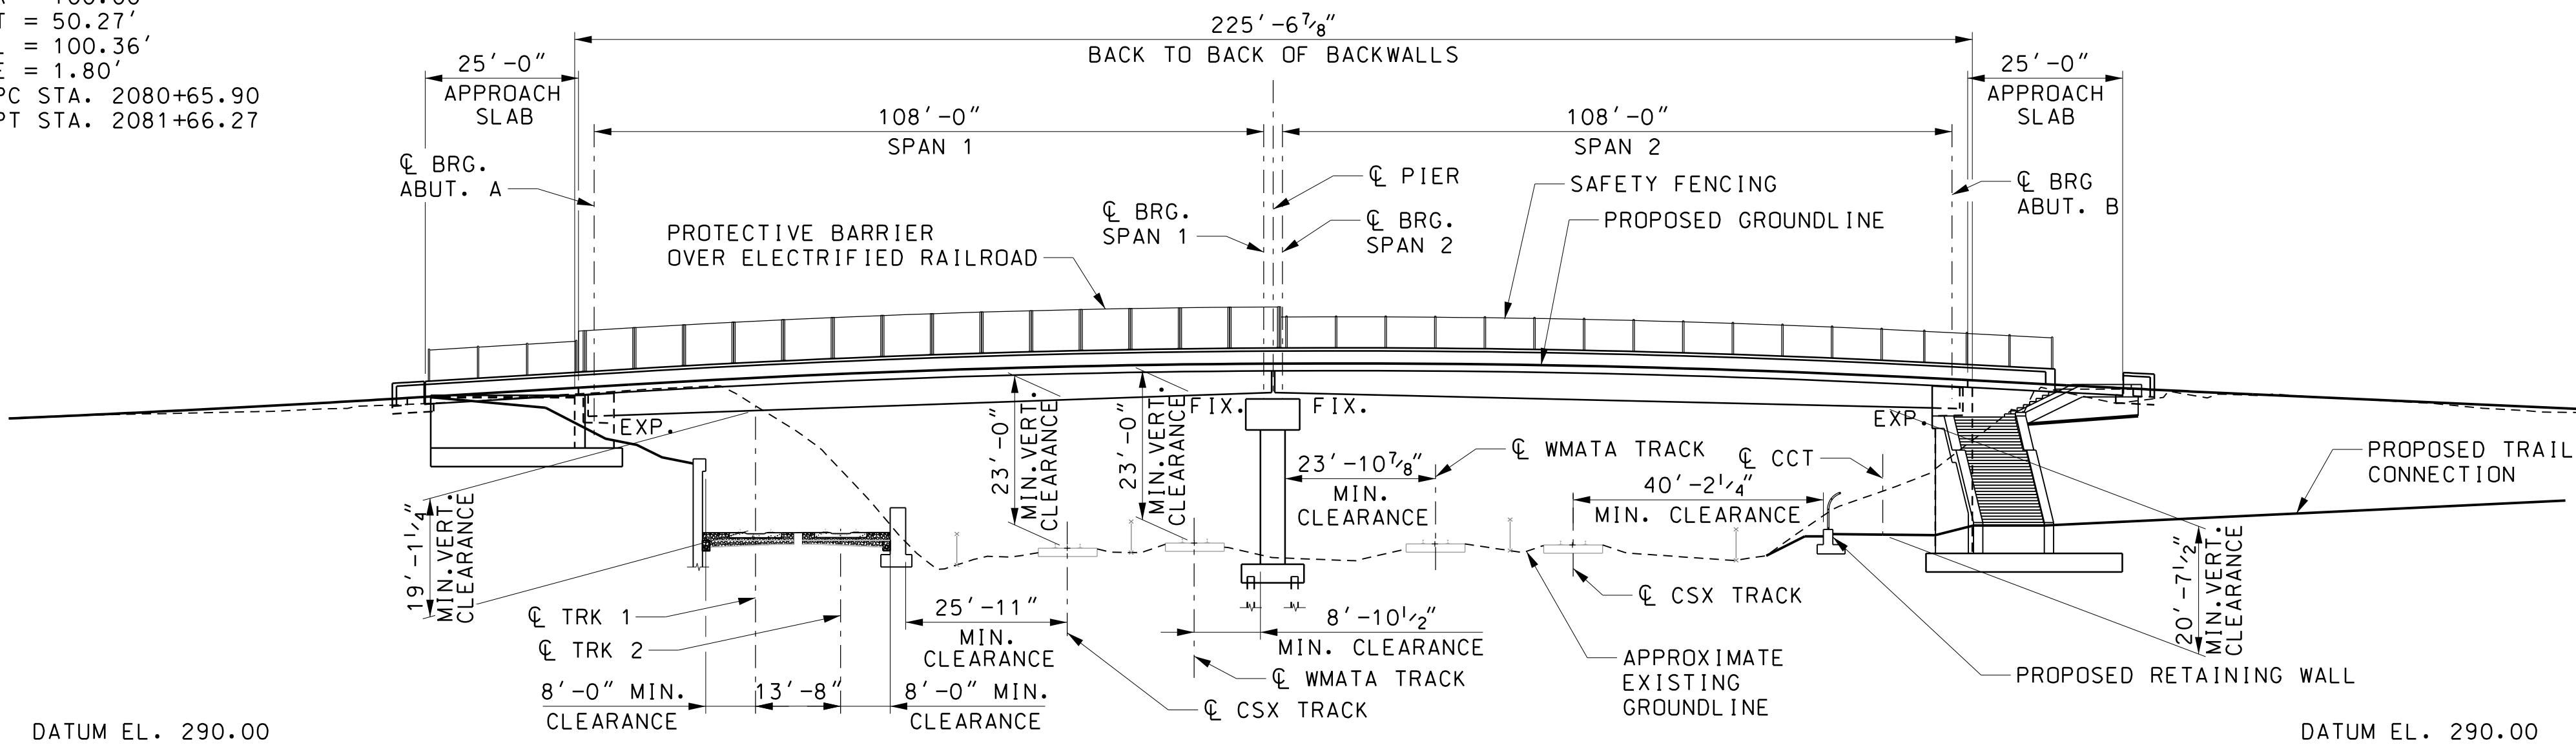 T = 50.27'
L = 100.36'
E = 1.80'
PC STA. 2080+65.90
PT STA. 2081+66.27
225'-6 7/8"
BACK TO BACK OF BACKWALLS
25'-0"
APPROACH
SLAB
25'-0"
APPROACH
SLAB
108'-0"
SPAN 1
108'-0"
SPAN 2
℄ BRG.
ABUT. A
℄ PIER
SAFETY FENCING
℄ BRG
ABUT. B
℄ BRG.
SPAN 1
℄ BRG.
SPAN 2
PROPOSED GROUNDLINE
PROTECTIVE BARRIER
OVER ELECTRIFIED RAILROAD
EXP.
FIX.
FIX.
EXP.
23'-0"
MIN. VERT.
CLEARANCE
23'-0"
MIN. VERT.
CLEARANCE
23'-10 7/8"
MIN.
CLEARANCE
℄ WMATA TRACK
℄ CCT
40'-2 1/4"
MIN. CLEARANCE
PROPOSED TRAIL
CONNECTION
19'-1 1/4"
MIN. VERT.
CLEARANCE
20'-7 1/2"
MIN. VERT.
CLEARANCE
℄ TRK 1
℄ TRK 2
25'-11"
MIN.
CLEARANCE
8'-10 1/2"
MIN. CLEARANCE
℄ CSX TRACK
APPROXIMATE
EXISTING
GROUNDLINE
PROPOSED RETAINING WALL
℄ WMATA TRACK
℄ CSX TRACK
8'-0" MIN.
CLEARANCE
13'-8"
8'-0" MIN.
CLEARANCE
DATUM EL. 290.00
DATUM EL. 290.00